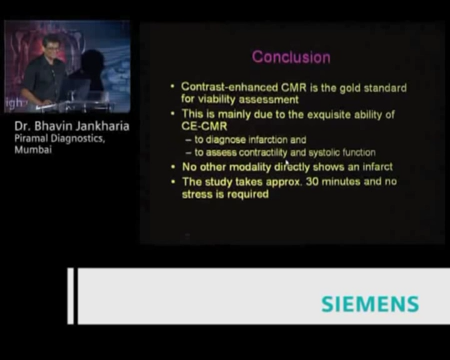 Conclusion
• Contrast-enhanced CMR is the gold standard
for viability assessment
• This is mainly due to the exquisite ability of
CE-CMR
– to diagnose infarction and
– to assess contractility and systolic function
• No other modality directly shows an infarct
• The study takes approx. 30 minutes and no
stress is required
Dr. Bhavin Jankharia
Piramal Diagnostics,
Mumbai
SIEMENS